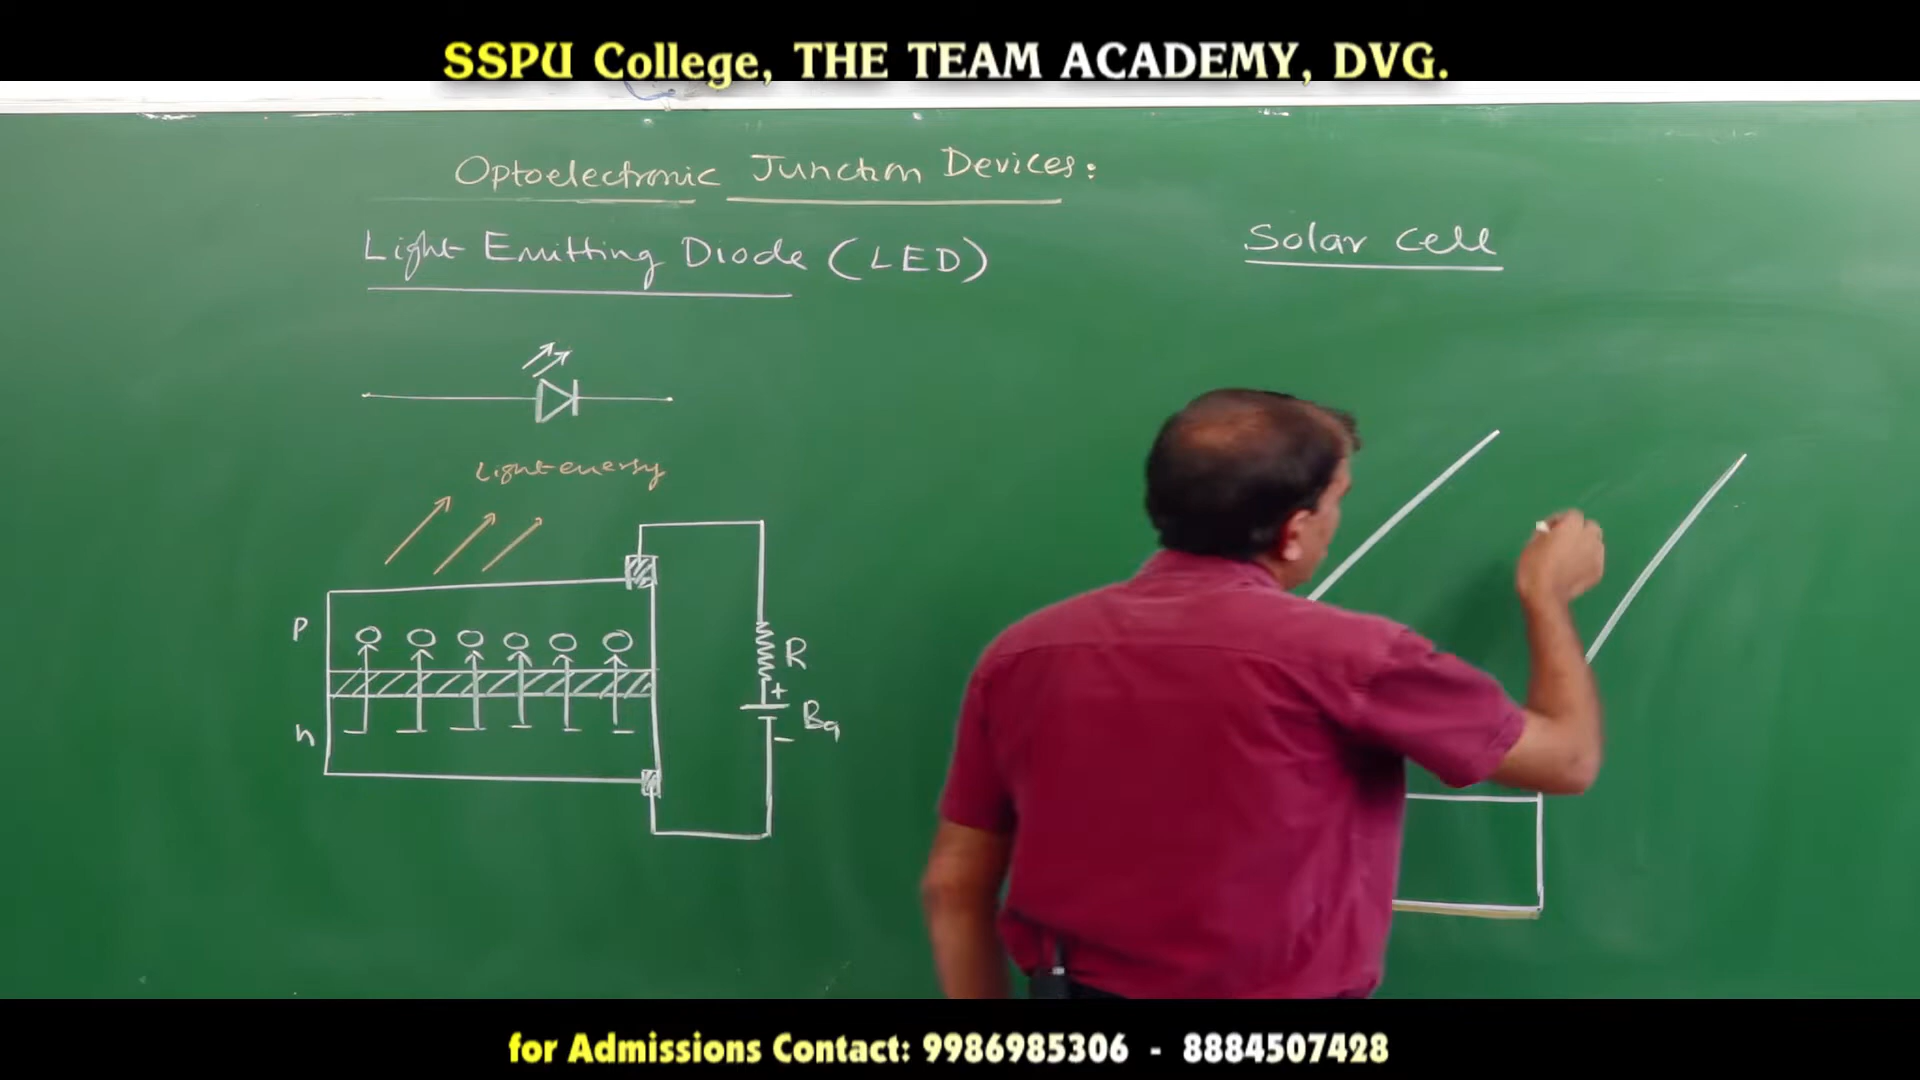 SSPU College, THE TEAM ACADEMY, DVG.
Optoelectronic Junction Devices:
Light Emitting Diode (LED)
Solar Cell
Light energy
P
R
+
Ba
-
n
for Admissions Contact: 9986985306 - 8884507428